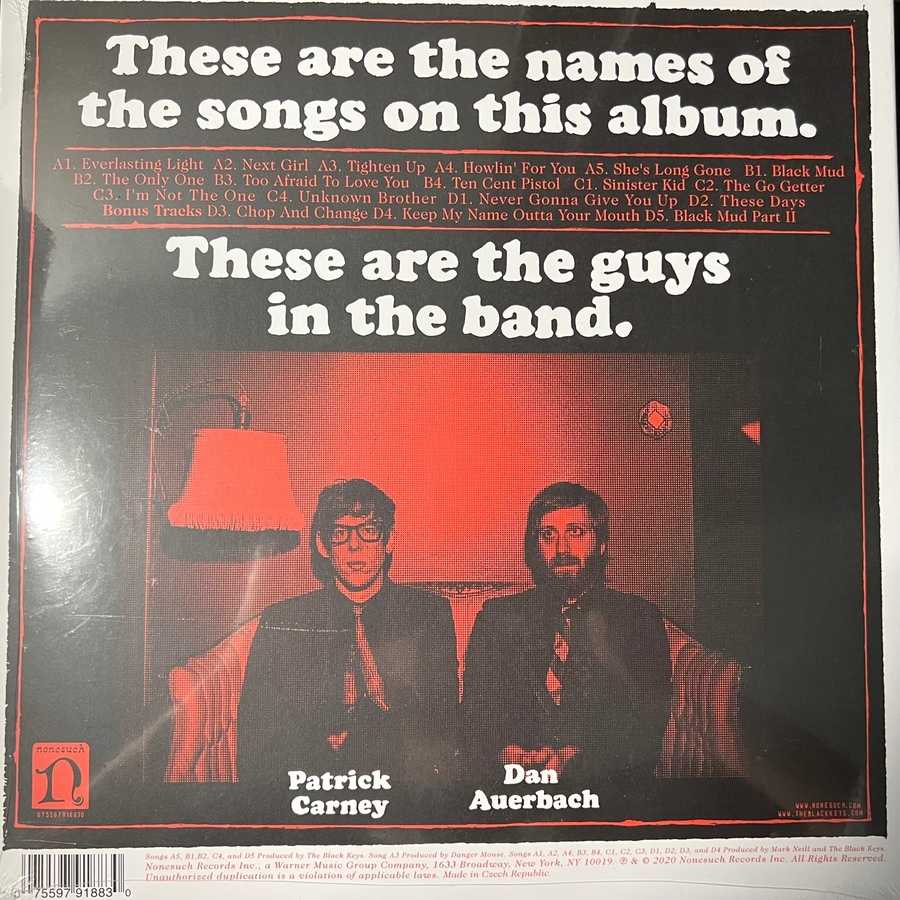 These are the names of
the songs on this album.
A1. Everlasting Light A2. Next Girl A3. Tighten Up A4. Howlin' For You A5. She's Long Gone B1. Black Mud
B2. The Only One B3. Too Afraid To Love You B4. Ten Cent Pistol C1. Sinister Kid C2. The Go Getter
C3. I'm Not The One C4. Unknown Brother D1. Never Gonna Give You Up D2. These Days
Bonus Tracks D3. Chop And Change D4. Keep My Name Outta Your Mouth D5. Black Mud Part II
These are the guys
in the band.
Patrick
Carney
Dan
Auerbach
nonesuch
n
WWW.NONESUCH.COM
WWW.THEBLACKKEYS.COM
Songs A5, B1,B2, C4, and D5 Produced by The Black Keys. Song A3 Produced by Danger Mouse. Songs A1, A2, A4, B3, B4, C1, C2, C3, D1, D2, D3, and D4 Produced by Mark Neill and The Black Keys.
Nonesuch Records Inc., a Warner Music Group Company, 1633 Broadway, New York, NY 10019 ℗ & © 2020 Nonesuch Records Inc. All Rights Reserved.
Unauthorized duplication is a violation of applicable laws. Made in Czech Republic
75597 91883 0